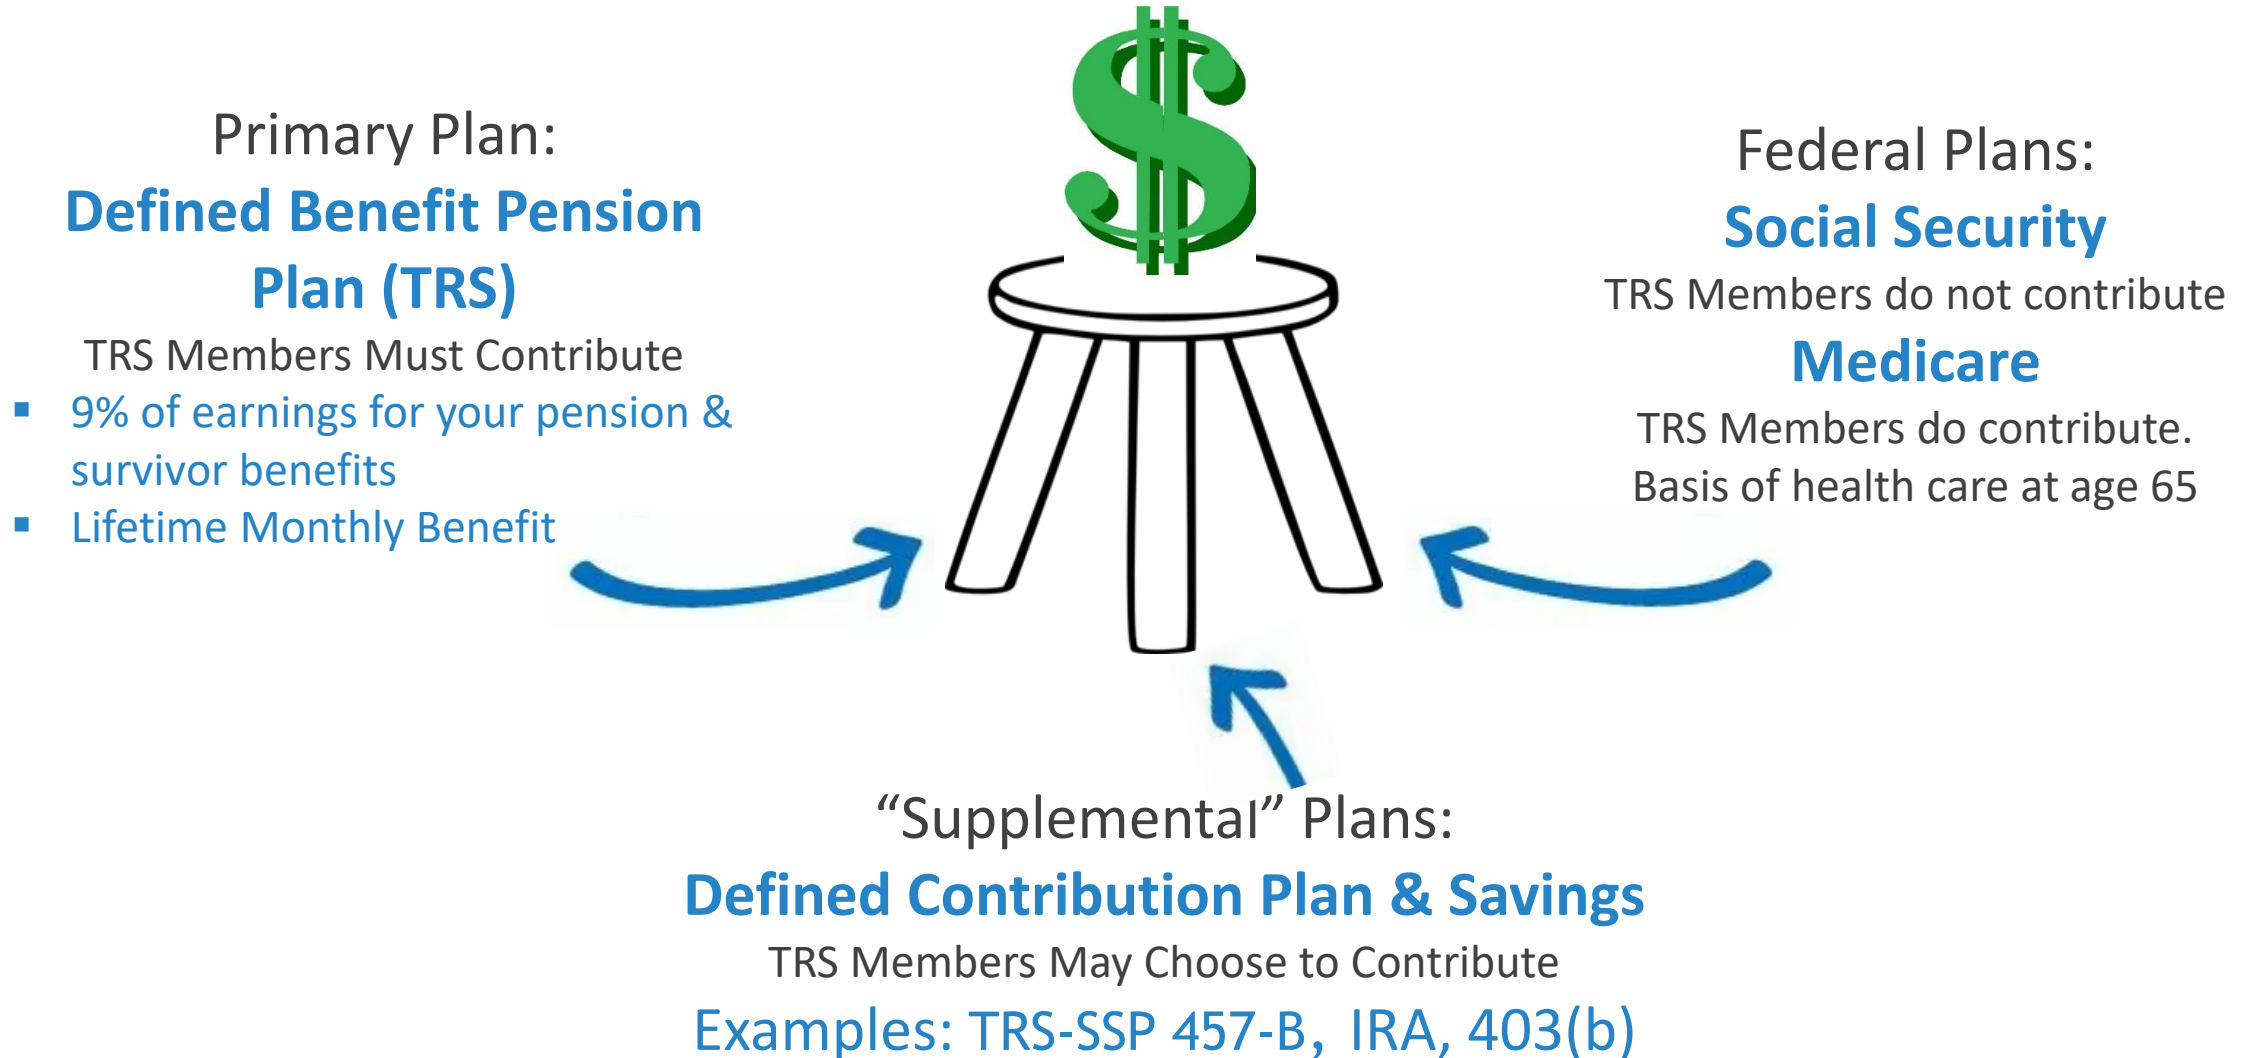 Primary Plan:
Defined Benefit Pension
Plan (TRS)
TRS Members Must Contribute
▪ 9% of earnings for your pension &
survivor benefits
▪ Lifetime Monthly Benefit
$
Federal Plans:
Social Security
TRS Members do not contribute
Medicare
TRS Members do contribute.
Basis of health care at age 65
“Supplemental” Plans:
Defined Contribution Plan & Savings
TRS Members May Choose to Contribute
Examples: TRS-SSP 457-B, IRA, 403(b)